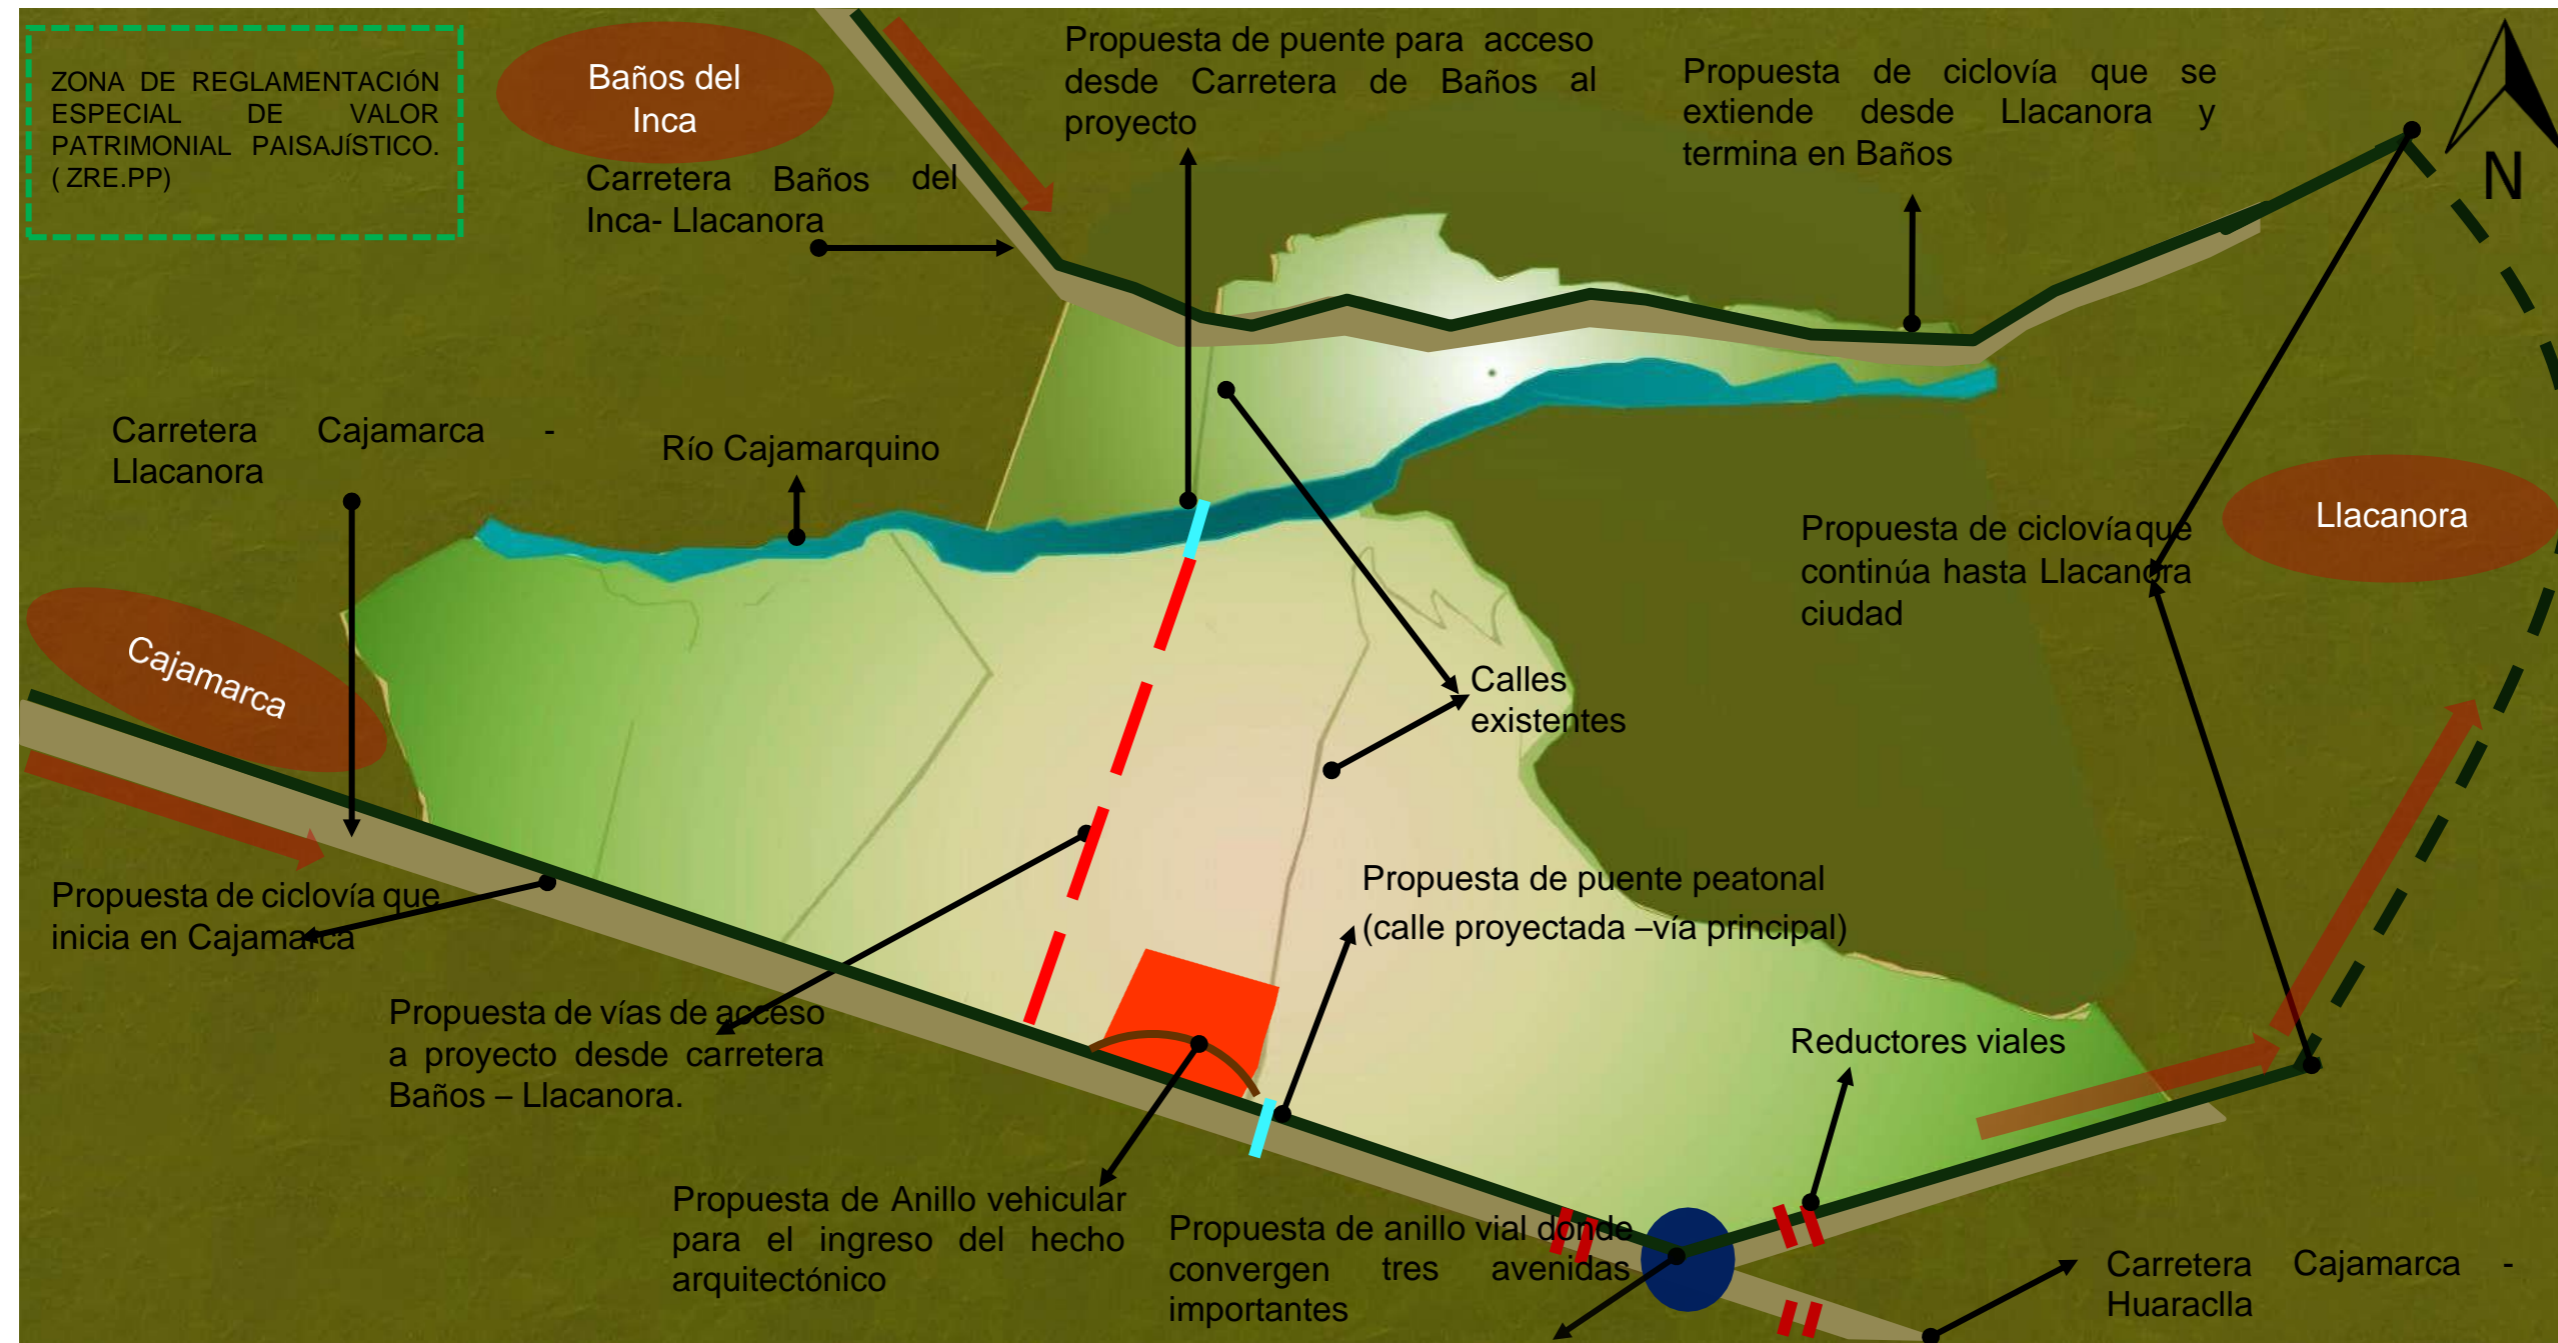 ZONA DE REGLAMENTACIÓN
ESPECIAL DE VALOR
PATRIMONIAL PAISAJÍSTICO.
( ZRE.PP)
Baños del
Inca
Carretera Baños del
Inca- Llacanora
Propuesta de puente para acceso
desde Carretera de Baños al
proyecto
Propuesta de ciclovía que se
extiende desde Llacanora y
termina en Baños
N
Carretera Cajamarca -
Llacanora
Río Cajamarquino
Llacanora
Propuesta de ciclovía que
continúa hasta Llacanora
ciudad
Cajamarca
Calles
existentes
Propuesta de ciclovía que
inicia en Cajamarca
Propuesta de puente peatonal
(calle proyectada –vía principal)
Propuesta de vías de acceso
a proyecto desde carretera
Baños – Llacanora.
Reductores viales
Propuesta de Anillo vehicular
para el ingreso del hecho
arquitectónico
Propuesta de anillo vial donde
convergen tres avenidas
importantes
Carretera Cajamarca -
Huaraclla